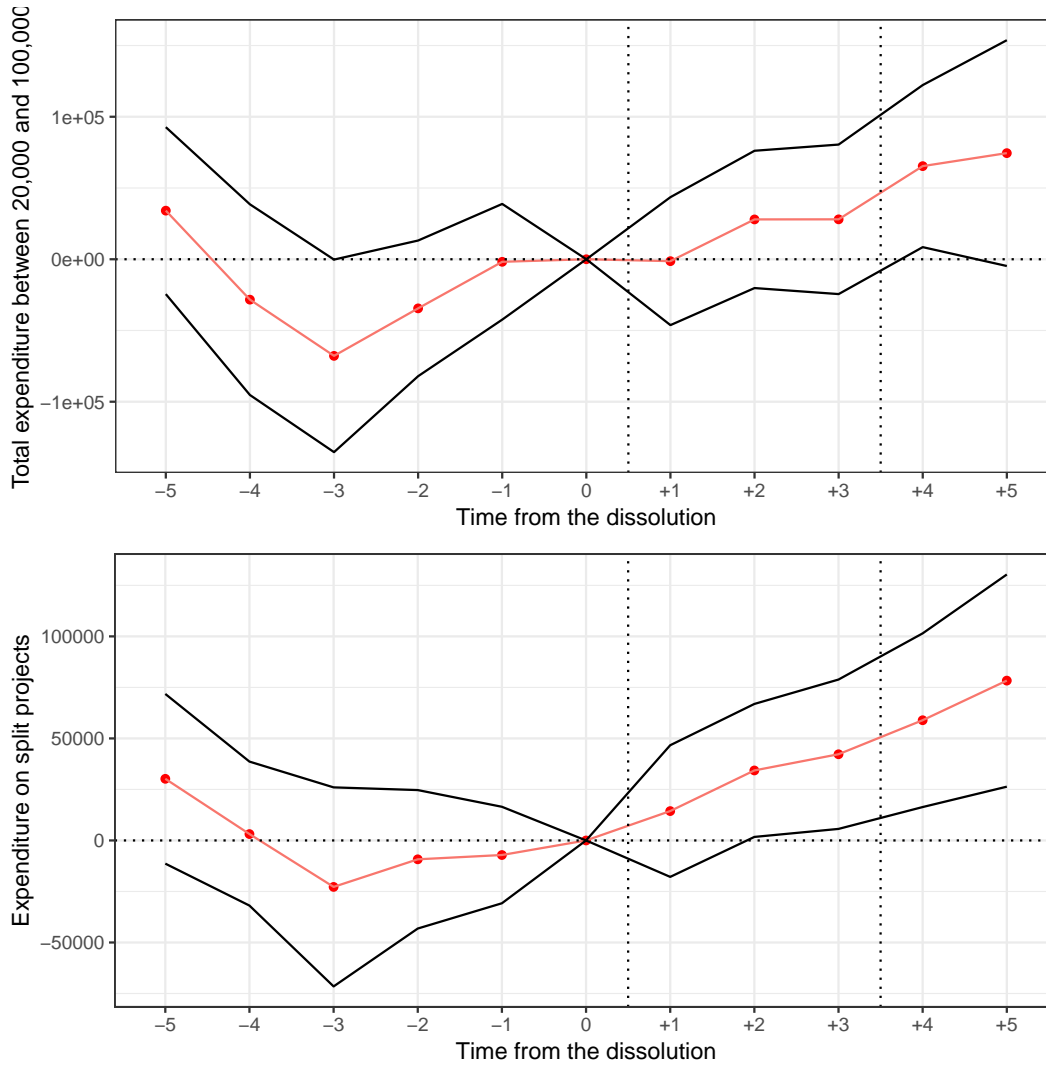 Total expenditure between 20,000 and 100,000
1e+05
0e+00
−1e+05
−5 −4 −3 −2 −1 0 +1 +2 +3 +4 +5
Time from the dissolution
Expenditure on split projects
100000
50000
0
−50000
−5 −4 −3 −2 −1 0 +1 +2 +3 +4 +5
Time from the dissolution